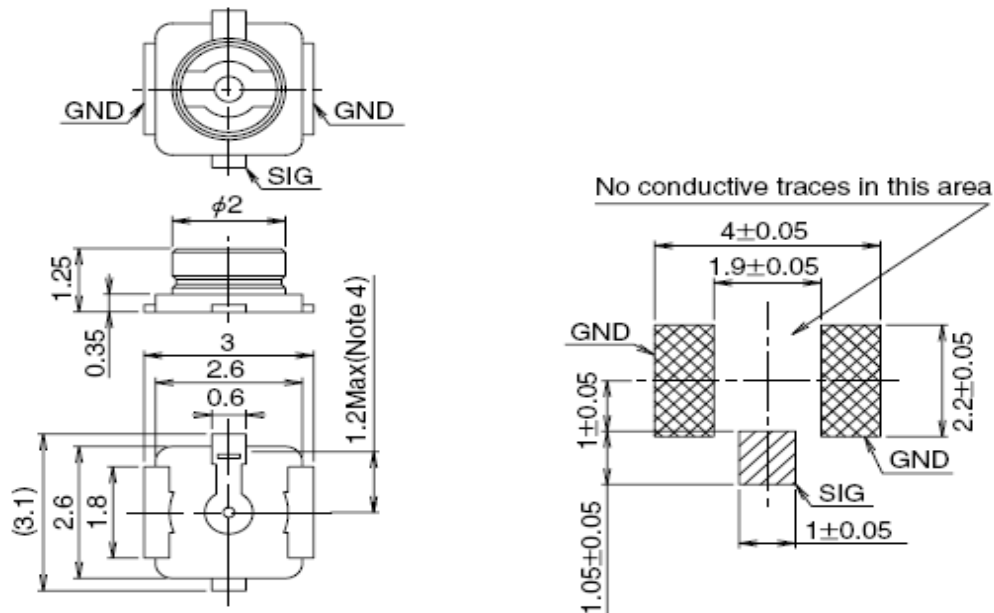 GND
GND
SIG
ϕ2
1.25
0.35
3
2.6
0.6
1.2Max(Note 4)
(3.1)
2.6
1.8
No conductive traces in this area
4±0.05
1.9±0.05
GND
1±0.05
2.2±0.05
GND
SIG
1.05±0.05
1±0.05